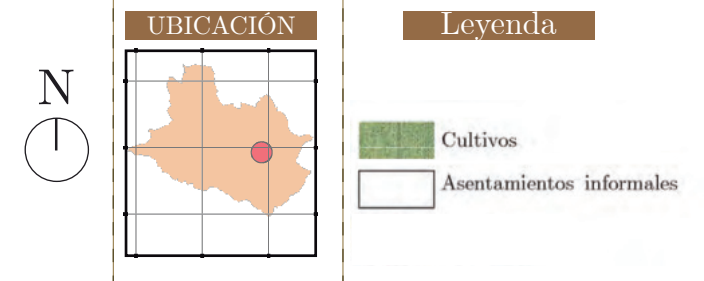 UBICACIÓN
Leyenda
N
Cultivos
Asentamientos informales